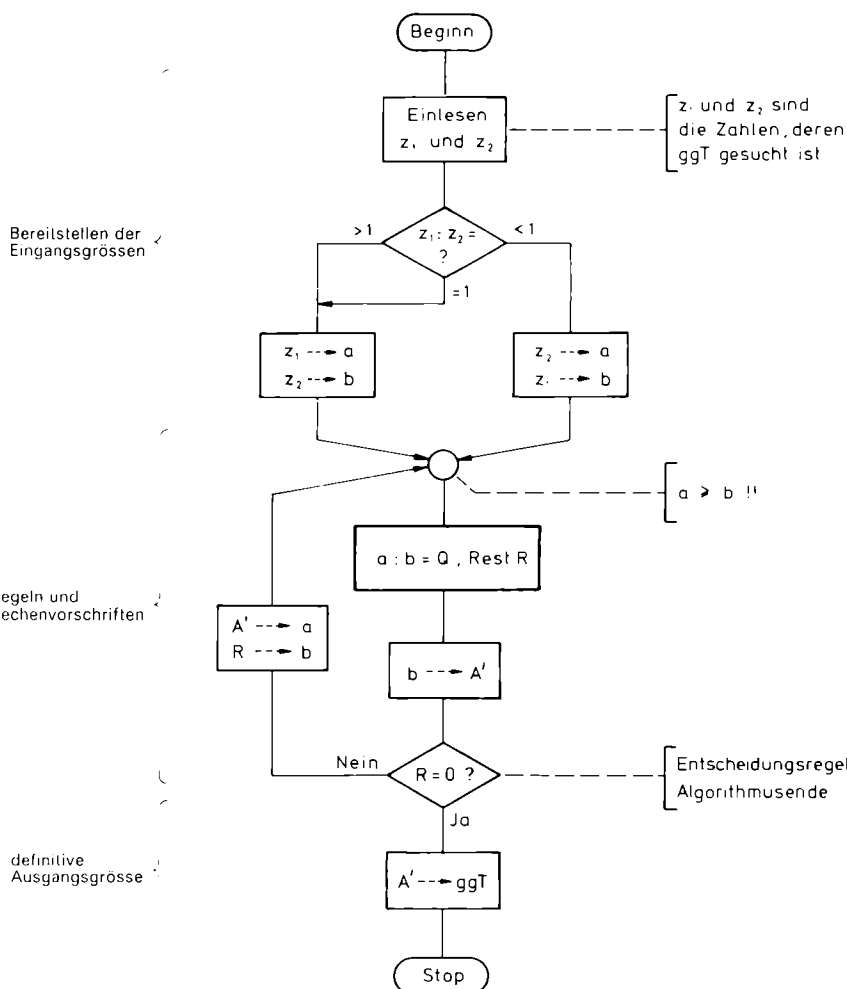 Beginn
Einlesen
z₁ und z₂
z. und z₂ sind
die Zahlen, deren
ggT gesucht ist
Bereitstellen der
Eingangsgrössen
>1
z₁ : z₂ =
?
<1
=1
z₁ --→ a
z₂ --→ b
z₂ --→ a
z. --→ b
a ⩾ b !!
a : b = Q , Rest R
egeln und
echenvorschriften
A' --→ a
R --→ b
b --→ A'
Nein
R = 0 ?
Entscheidungsregel
Algorithmusende
Ja
definitive
Ausgangsgrösse
A' --→ ggT
Stop